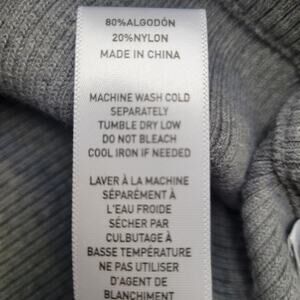 80%ALGODÓN
20%NYLON
MADE IN CHINA
MACHINE WASH COLD
SEPARATELY
TUMBLE DRY LOW
DO NOT BLEACH
COOL IRON IF NEEDED
LAVER À LA MACHINE
SÉPARÉMENT À
L'EAU FROIDE
SÉCHER PAR
CULBUTAGE À
BASSE TEMPÉRATURE
NE PAS UTILISER
D'AGENT DE
BLANCHIMENT